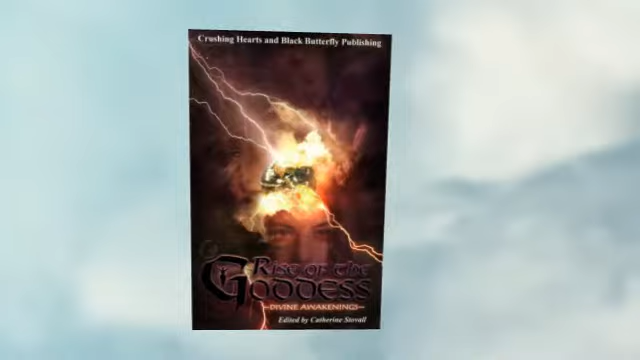 Crushing Hearts and Black Butterfly Publishing
Rise of the
Goddess
-Divine Awakenings-
Edited by Catherine Stovall